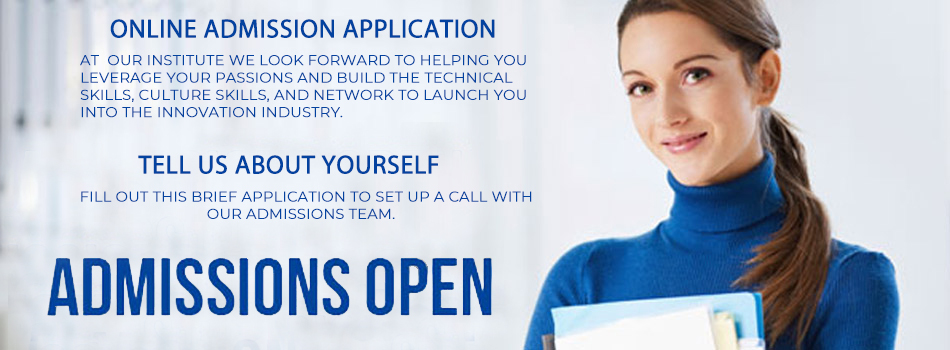 ONLINE ADMISSION APPLICATION
AT OUR INSTITUTE WE LOOK FORWARD TO HELPING YOU
LEVERAGE YOUR PASSIONS AND BUILD THE TECHNICAL
SKILLS, CULTURE SKILLS, AND NETWORK TO LAUNCH YOU
INTO THE INNOVATION INDUSTRY.
TELL US ABOUT YOURSELF
FILL OUT THIS BRIEF APPLICATION TO SET UP A CALL WITH
OUR ADMISSIONS TEAM.
ADMISSIONS OPEN